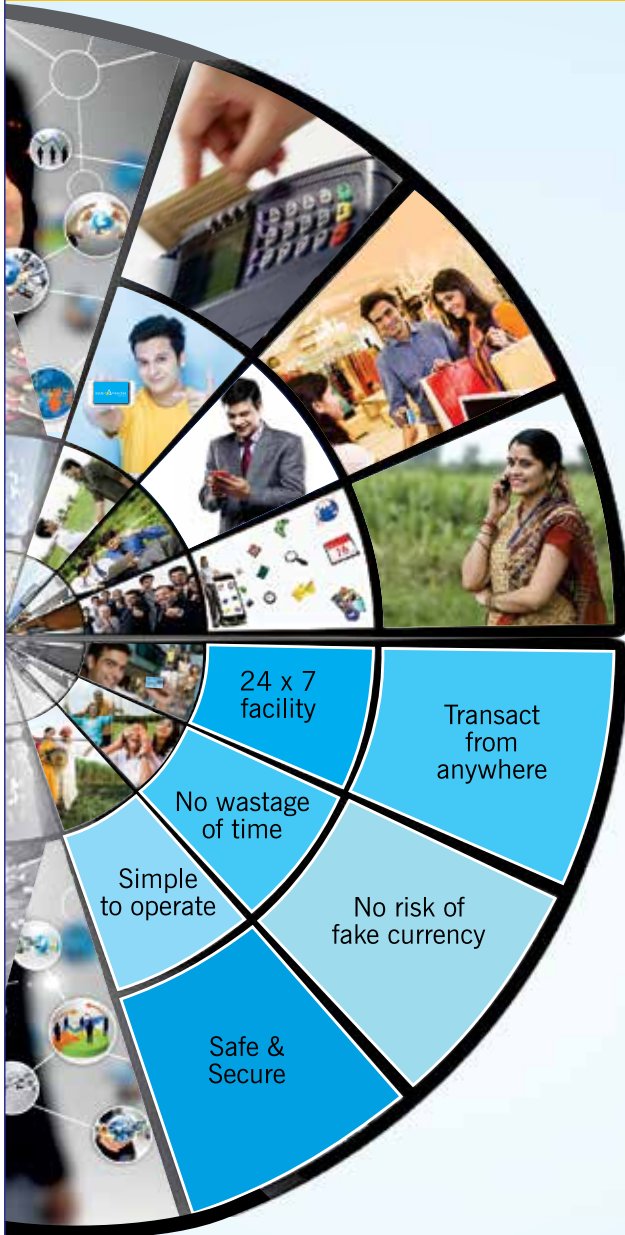 16
24 x 7
facility
Transact
from
anywhere
No wastage
of time
Simple
to operate
No risk of
fake currency
Safe &
Secure